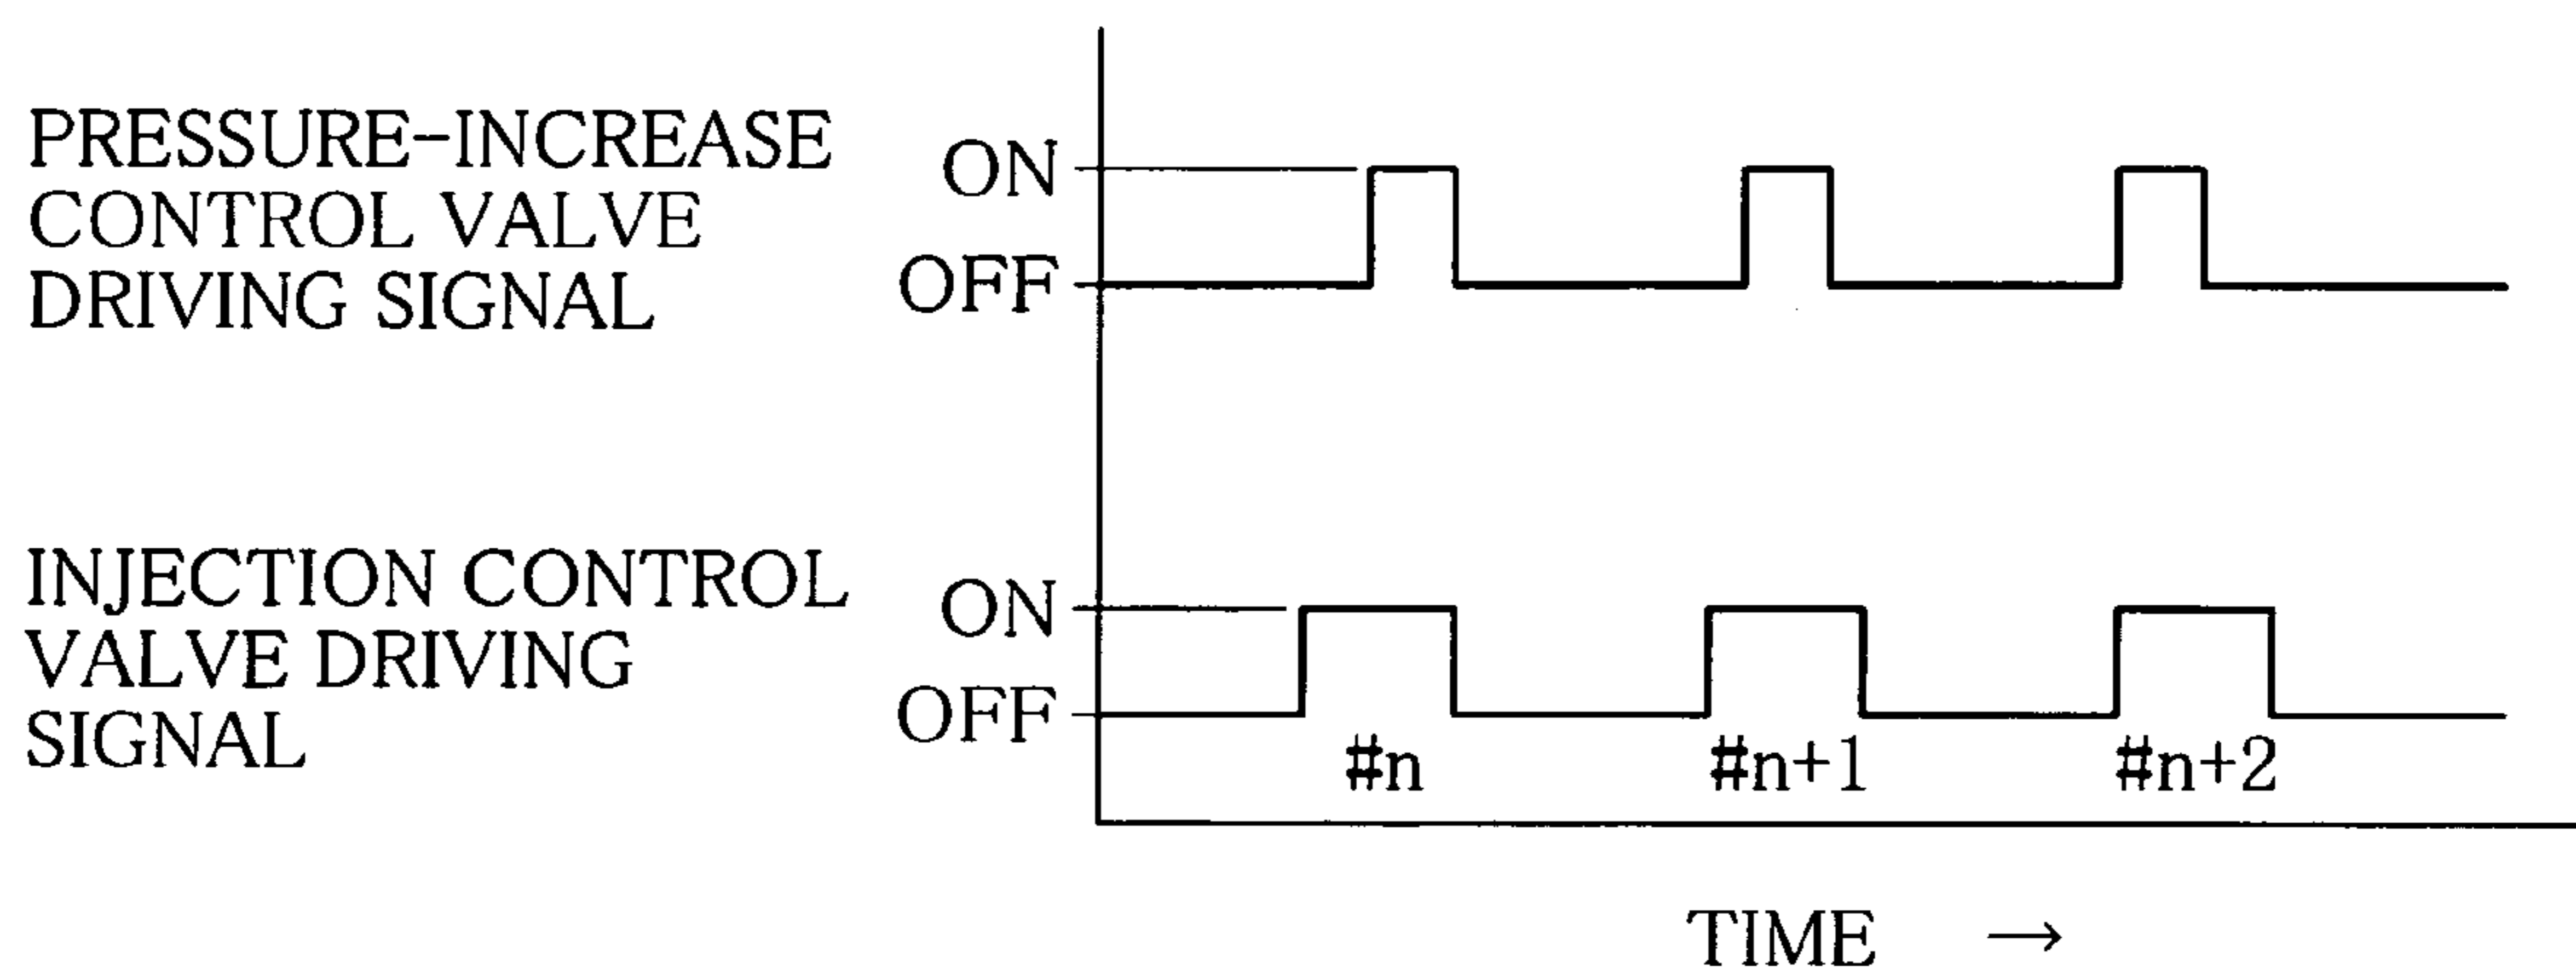 PRESSURE-INCREASE
CONTROL VALVE
DRIVING SIGNAL
ON
OFF
INJECTION CONTROL
VALVE DRIVING
SIGNAL
ON
OFF
#n
#n+1
#n+2
TIME →